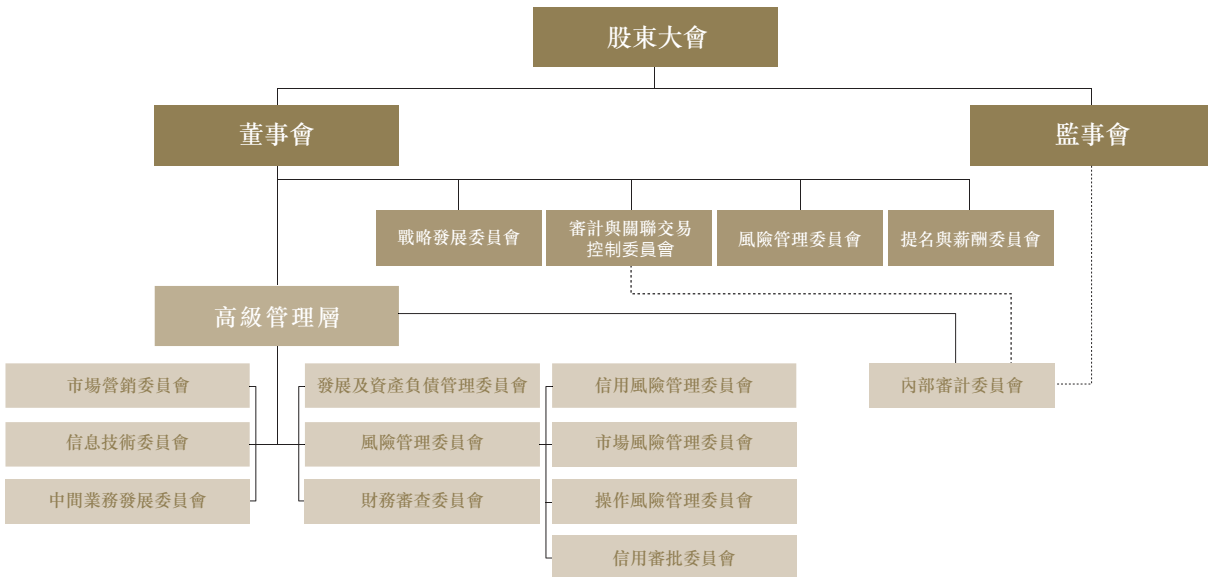 股東大會
董事會
監事會
戰略發展委員會
審計與關聯交易
控制委員會
風險管理委員會
提名與薪酬委員會
高級管理層
市場營銷委員會
發展及資產負債管理委員會
信用風險管理委員會
內部審計委員會
信息技術委員會
風險管理委員會
市場風險管理委員會
中間業務發展委員會
財務審查委員會
操作風險管理委員會
信用審批委員會